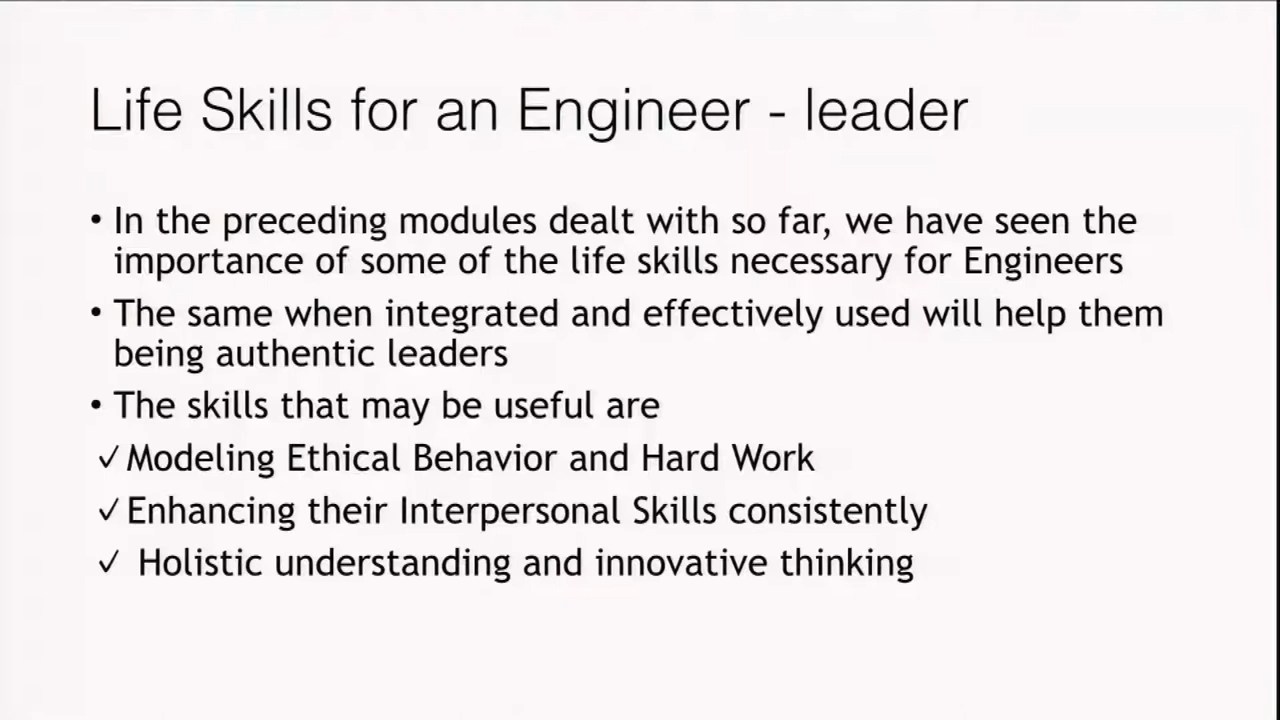 Life Skills for an Engineer - leader
• In the preceding modules dealt with so far, we have seen the
importance of some of the life skills necessary for Engineers
• The same when integrated and effectively used will help them
being authentic leaders
• The skills that may be useful are
✓ Modeling Ethical Behavior and Hard Work
✓ Enhancing their Interpersonal Skills consistently
✓ Holistic understanding and innovative thinking